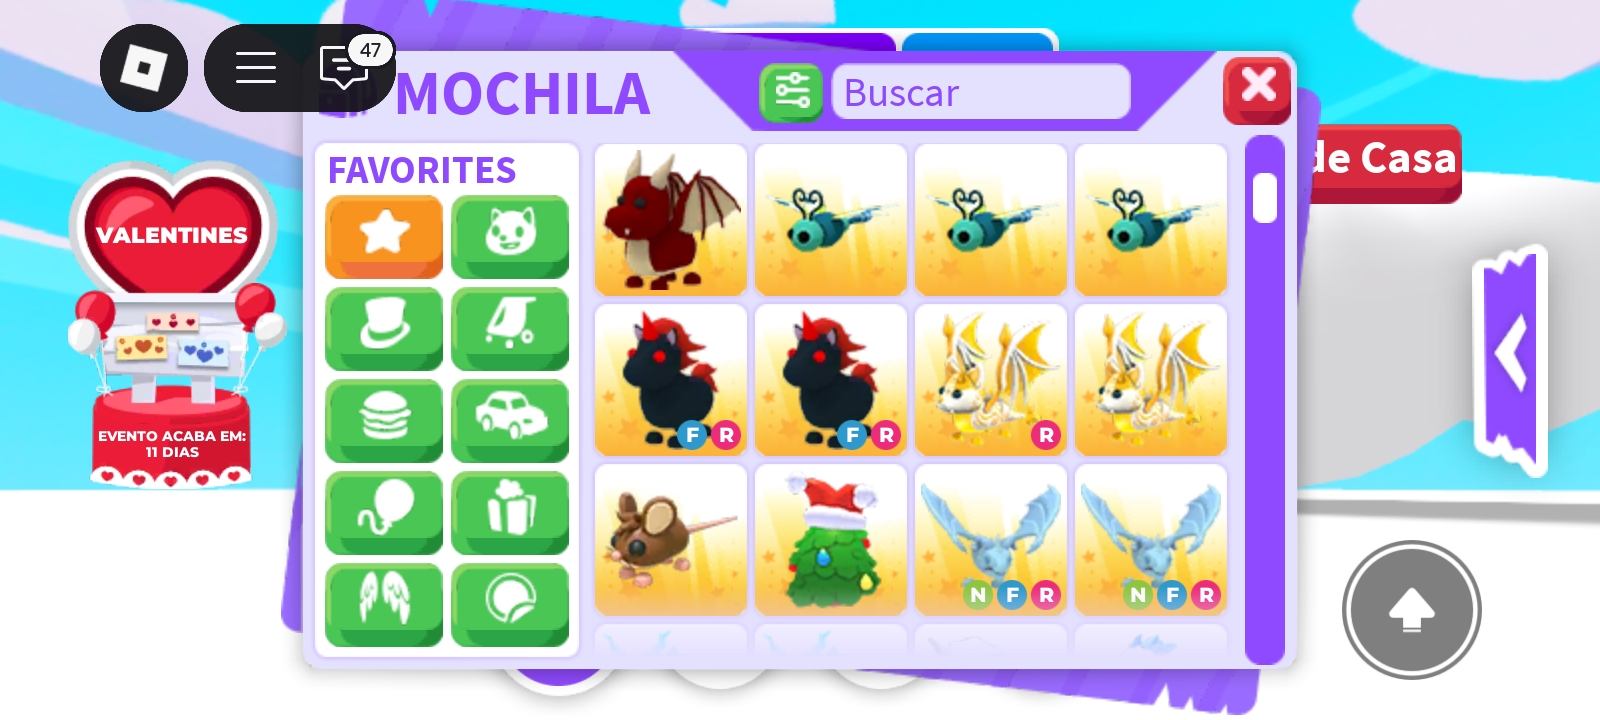 47
MOCHILA
Buscar
FAVORITES
de Casa
VALENTINES
EVENTO ACABA EM:
11 DIAS
F R
F R
R
N F R
N F R